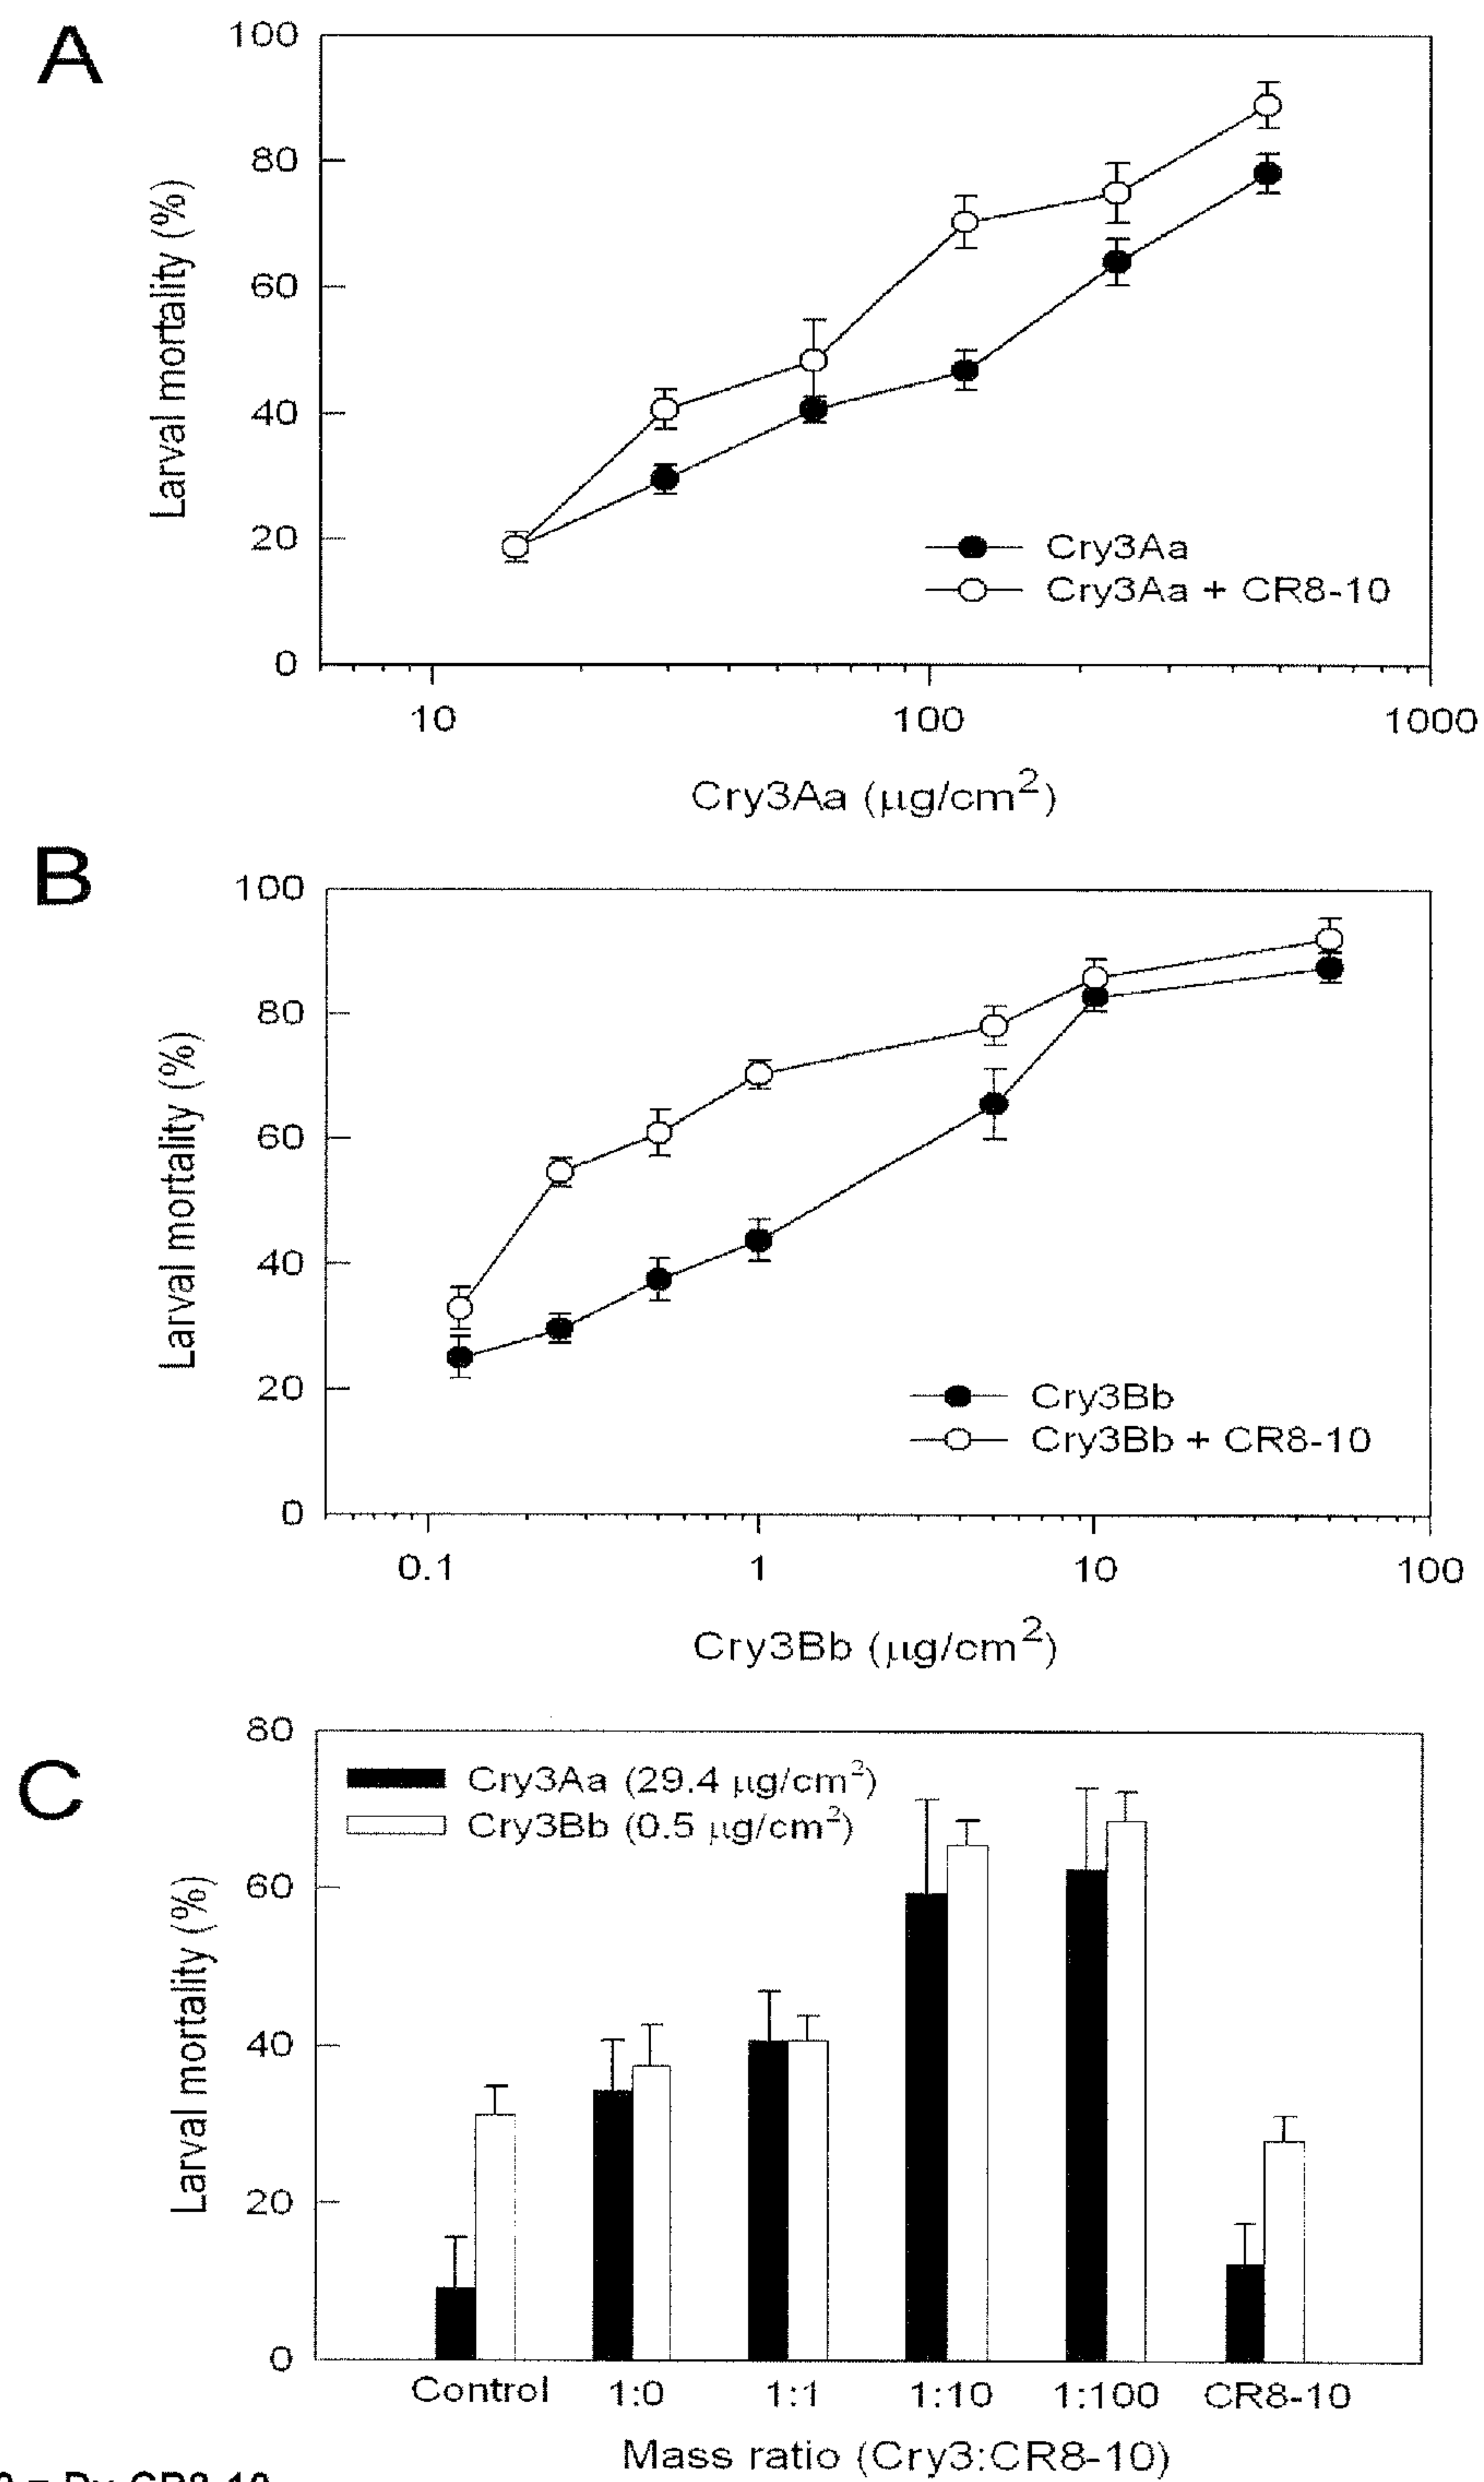 A
100
80
60
40
20
0
Larval mortality (%)
Cry3Aa
Cry3Aa + CR8-10
10 100 1000
Cry3Aa (µg/cm²)
B
100
80
60
40
20
0
Larval mortality (%)
Cry3Bb
Cry3Bb + CR8-10
0.1 1 10 100
Cry3Bb (µg/cm²)
C
80
60
40
20
0
Larval mortality (%)
Cry3Aa (29.4 µg/cm²)
Cry3Bb (0.5 µg/cm²)
Control 1:0 1:1 1:10 1:100 CR8-10
Mass ratio (Cry3:CR8-10)